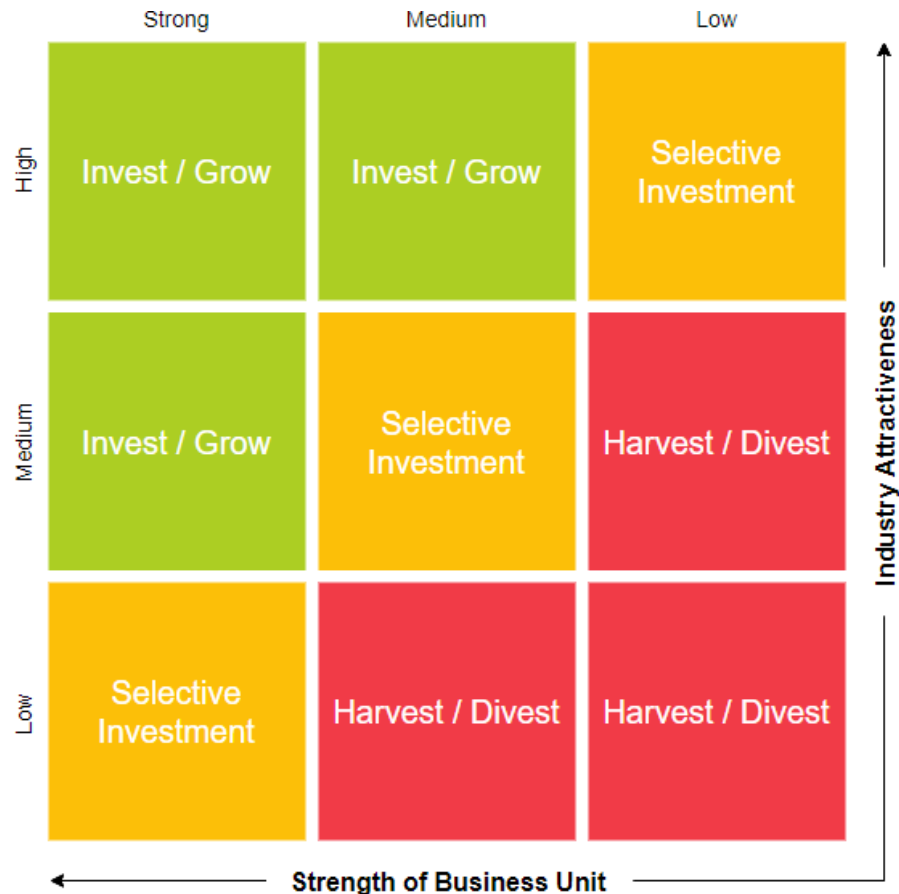 Strong
Medium
Low
High
Invest / Grow
Invest / Grow
Selective
Investment
Medium
Invest / Grow
Selective
Investment
Harvest / Divest
Industry Attractiveness
Low
Selective
Investment
Harvest / Divest
Harvest / Divest
Strength of Business Unit